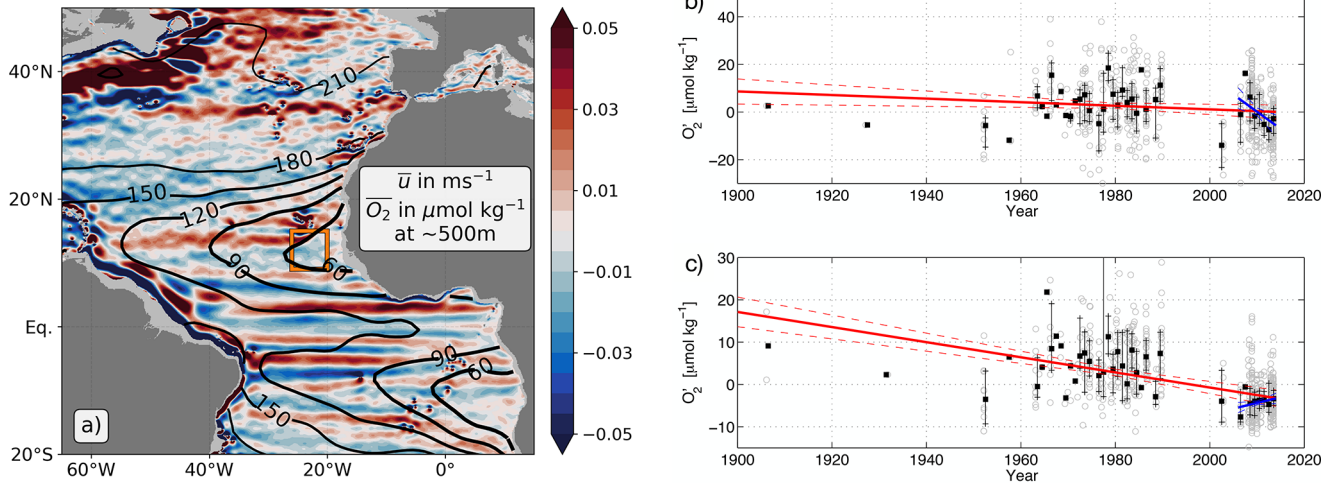 40°N
20°N
Eq.
20°S
60°W
40°W
20°W
0°
210
180
150
120
90
60
90
60
150
u̅ in ms⁻¹
O̅₂̅ in μmol kg⁻¹
at ~500m
a)
0.05
0.03
0.01
−0.01
−0.03
−0.05
b)
O₂' [μmol kg⁻¹]
40
20
0
−20
1900
1920
1940
1960
1980
2000
2020
Year
c)
O₂' [μmol kg⁻¹]
30
20
10
0
−10
1900
1920
1940
1960
1980
2000
2020
Year